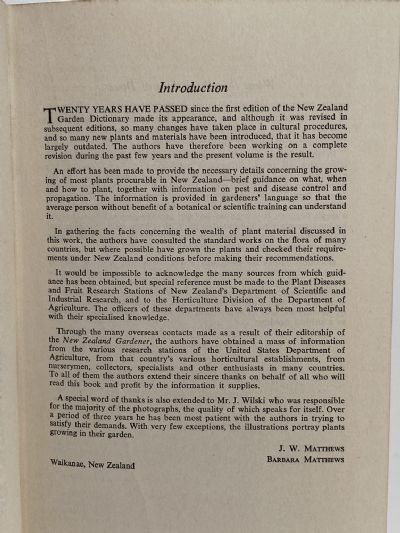 Introduction
TWENTY YEARS HAVE PASSED since the first edition of the New Zealand
Garden Dictionary made its appearance, and although it was revised in
subsequent editions, so many changes have taken place in cultural procedures,
and so many new plants and materials have been introduced, that it has become
largely outdated. The authors have therefore been working on a complete
revision during the past few years and the present volume is the result.
An effort has been made to provide the necessary details concerning the grow-
ing of most plants procurable in New Zealand—brief guidance on what, when
and how to plant, together with information on pest and disease control and
propagation. The information is provided in gardeners' language so that the
average person without benefit of a botanical or scientific training can understand
it.
In gathering the facts concerning the wealth of plant material discussed in
this work, the authors have consulted the standard works on the flora of many
countries, but where possible have grown the plants and checked their require-
ments under New Zealand conditions before making their recommendations.
It would be impossible to acknowledge the many sources from which guid-
ance has been obtained, but special reference must be made to the Plant Diseases
and Fruit Research Stations of New Zealand's Department of Scientific and
Industrial Research, and to the Horticulture Division of the Department of
Agriculture. The officers of these departments have always been most helpful
with their specialised knowledge.
Through the many overseas contacts made as a result of their editorship of
the New Zealand Gardener, the authors have obtained a mass of information
from the various research stations of the United States Department of
Agriculture, from that country's various horticultural establishments, from
nurserymen, collectors, specialists and other enthusiasts in many countries.
To all of them the authors extend their sincere thanks on behalf of all who will
read this book and profit by the information it supplies.
A special word of thanks is also extended to Mr. J. Wilski who was responsible
for the majority of the photographs, the quality of which speaks for itself. Over
a period of three years he has been most patient with the authors in trying to
satisfy their demands. With very few exceptions, the illustrations portray plants
growing in their garden.
J. W. MATTHEWS
BARBARA MATTHEWS
Waikanae, New Zealand